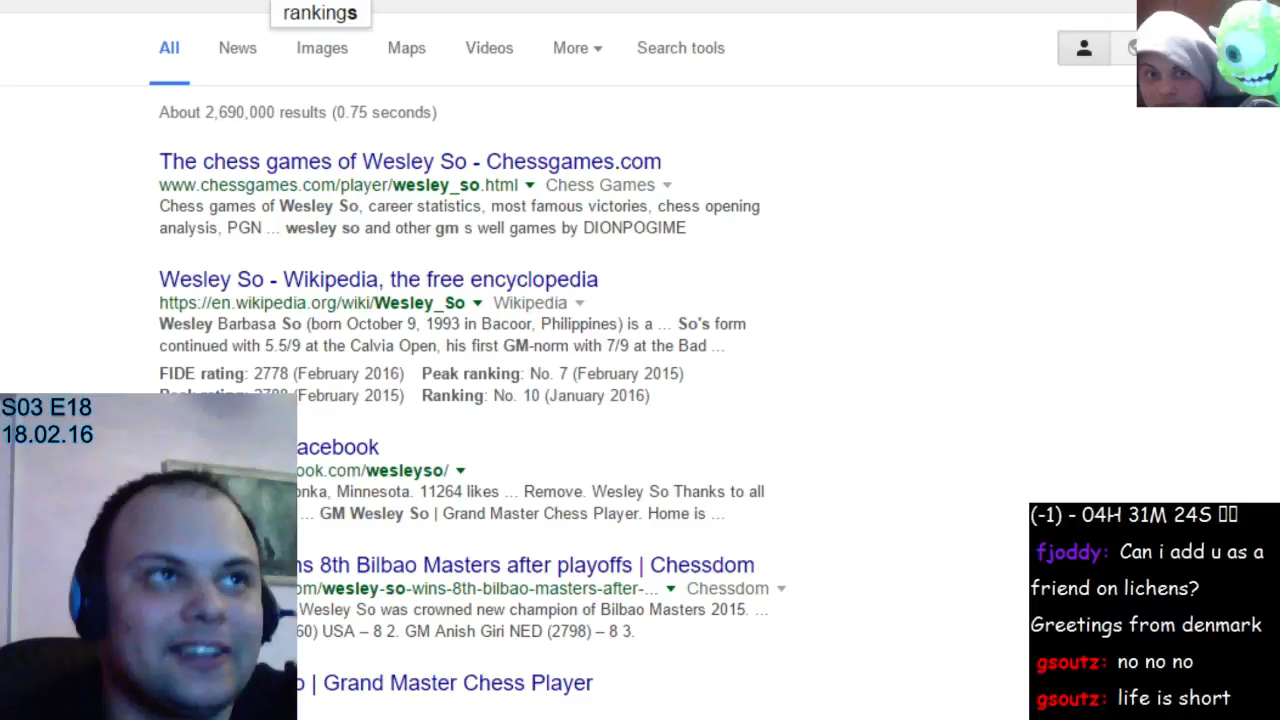 rankings
All News Images Maps Videos More Search tools
About 2,690,000 results (0.75 seconds)
The chess games of Wesley So - Chessgames.com
www.chessgames.com/player/wesley_so.html Chess Games
Chess games of Wesley So, career statistics, most famous victories, chess opening
analysis, PGN ... wesley so and other gm s well games by DIONPOGIME
Wesley So - Wikipedia, the free encyclopedia
https://en.wikipedia.org/wiki/Wesley_So Wikipedia
Wesley Barbasa So (born October 9, 1993 in Bacoor, Philippines) is a ... So's form
continued with 5.5/9 at the Calvia Open, his first GM-norm with 7/9 at the Bad ...
FIDE rating: 2778 (February 2016) Peak ranking: No. 7 (February 2015)
Peak rating: 2788 (February 2015) Ranking: No. 10 (January 2016)
S03 E18
18.02.16
acebook
ook.com/wesleyso/
onka, Minnesota. 11264 likes ... Remove. Wesley So Thanks to all
... GM Wesley So | Grand Master Chess Player. Home is ...
ns 8th Bilbao Masters after playoffs | Chessdom
om/wesley-so-wins-8th-bilbao-masters-after-... Chessdom
Wesley So was crowned new champion of Bilbao Masters 2015. ...
60) USA – 8 2. GM Anish Giri NED (2798) – 8 3.
o | Grand Master Chess Player
(-1) - 04H 31M 24S
fjoddy: Can i add u as a
friend on lichens?
Greetings from denmark
gsoutz: no no no
gsoutz: life is short